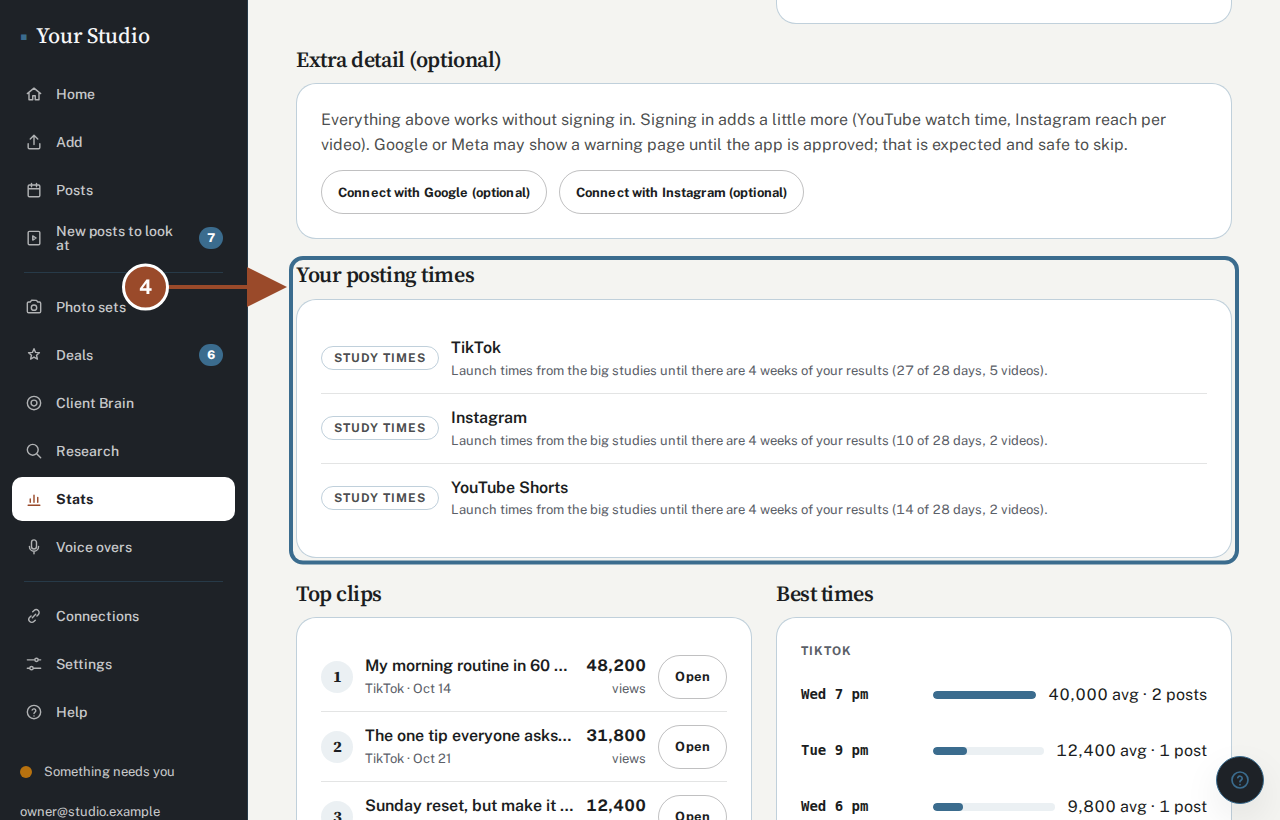 Your Studio
Home
Add
Posts
New posts to look
at
7
4
Photo sets
Deals
6
Client Brain
Research
Stats
Voice overs
Connections
Settings
Help
Something needs you
owner@studio.example
Extra detail (optional)
Everything above works without signing in. Signing in adds a little more (YouTube watch time, Instagram reach per
video). Google or Meta may show a warning page until the app is approved; that is expected and safe to skip.
Connect with Google (optional)
Connect with Instagram (optional)
Your posting times
STUDY TIMES
TikTok
Launch times from the big studies until there are 4 weeks of your results (27 of 28 days, 5 videos).
STUDY TIMES
Instagram
Launch times from the big studies until there are 4 weeks of your results (10 of 28 days, 2 videos).
STUDY TIMES
YouTube Shorts
Launch times from the big studies until there are 4 weeks of your results (14 of 28 days, 2 videos).
Top clips
1
My morning routine in 60 ...
48,200
TikTok · Oct 14
views
Open
2
The one tip everyone asks...
31,800
TikTok · Oct 21
views
Open
3
Sunday reset, but make it ...
12,400
Open
Best times
TIKTOK
Wed 7 pm
40,000 avg · 2 posts
Tue 9 pm
12,400 avg · 1 post
Wed 6 pm
9,800 avg · 1 post